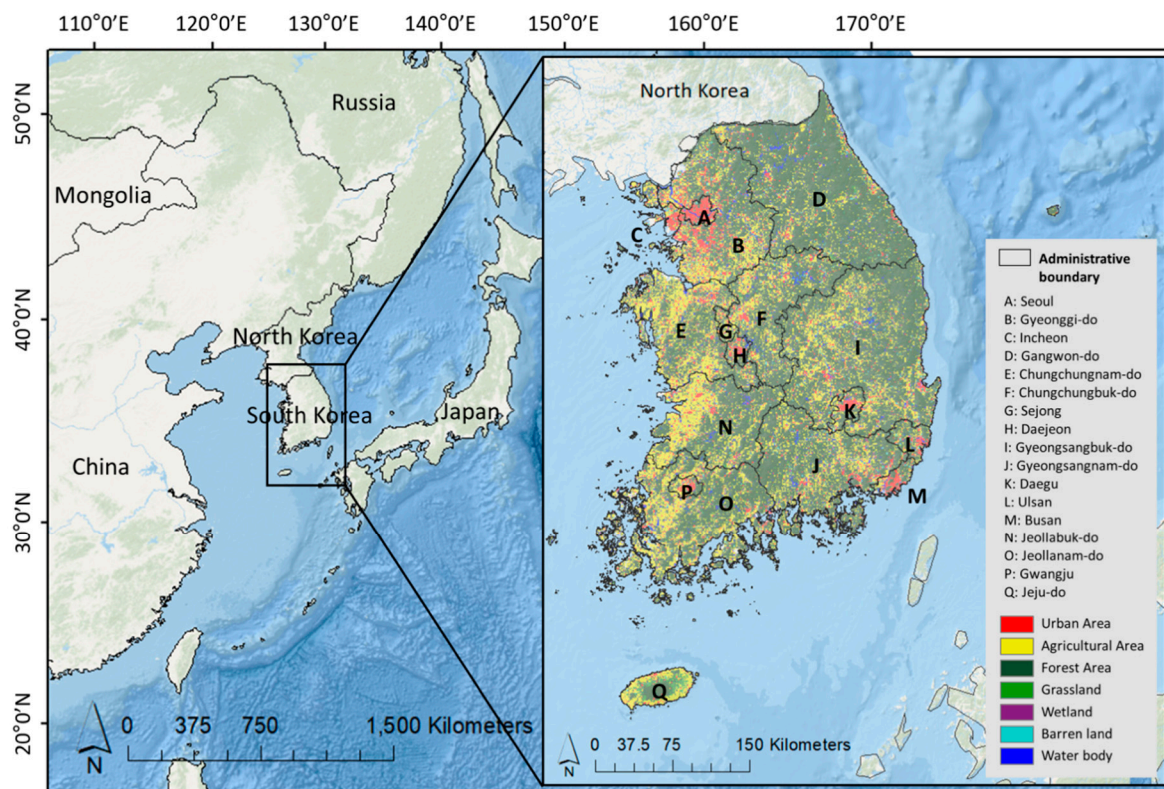 110°0'E 120°0'E 130°0'E 140°0'E 150°0'E 160°0'E 170°0'E
50°0'N
40°0'N
30°0'N
20°0'N
Russia
Mongolia
North Korea
South Korea
Japan
China
N
0 375 750 1,500 Kilometers
North Korea
A
B
C
D
E
F
G
H
I
J
K
L
M
N
O
P
Q
N
0 37.5 75 150 Kilometers
Administrative
boundary
A: Seoul
B: Gyeonggi-do
C: Incheon
D: Gangwon-do
E: Chungchungnam-do
F: Chungchungbuk-do
G: Sejong
H: Daejeon
I: Gyeongsangbuk-do
J: Gyeongsangnam-do
K: Daegu
L: Ulsan
M: Busan
N: Jeollabuk-do
O: Jeollanam-do
P: Gwangju
Q: Jeju-do
Urban Area
Agricultural Area
Forest Area
Grassland
Wetland
Barren land
Water body